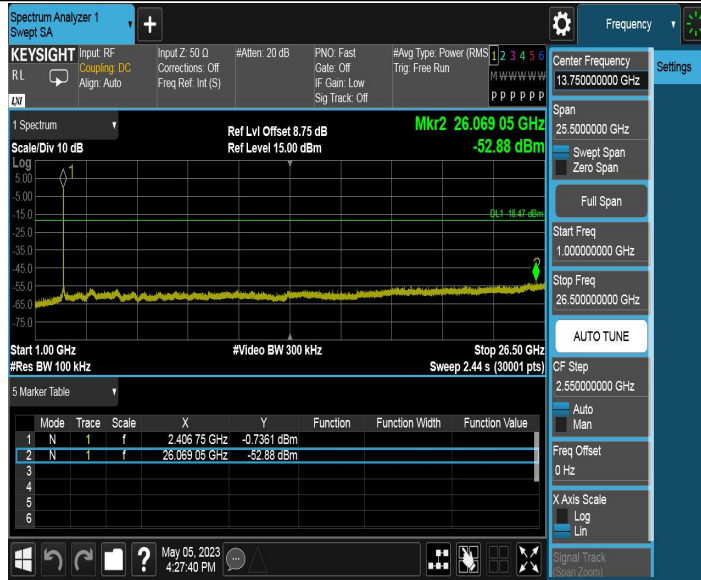 Spectrum Analyzer 1
Swept SA
+
Frequency
KEYSIGHT
RL
LXI
Input: RF
Coupling: DC
Align: Auto
Input Z: 50 Ω
Corrections: Off
Freq Ref: Int (S)
#Atten: 20 dB
PNO: Fast
Gate: Off
IF Gain: Low
Sig Track: Off
#Avg Type: Power (RMS
Trig: Free Run
1 2 3 4 5 6
M W W W W W
P P P P P P
Center Frequency
13.750000000 GHz
Settings
Span
25.5000000 GHz
Swept Span
Zero Span
Full Span
Start Freq
1.000000000 GHz
Stop Freq
26.500000000 GHz
AUTO TUNE
CF Step
2.550000000 GHz
Auto
Man
Freq Offset
0 Hz
X Axis Scale
Log
Lin
Signal Track
(Span Zoom)
1 Spectrum
Scale/Div 10 dB
Ref Lvl Offset 8.75 dB
Ref Level 15.00 dBm
Mkr2 26.069 05 GHz
-52.88 dBm
Log
5.00
1
-5.00
-15.0
DL1 -18.47 dBm
-25.0
-35.0
-45.0
2
-55.0
-65.0
-75.0
Start 1.00 GHz
#Video BW 300 kHz
Stop 26.50 GHz
#Res BW 100 kHz
Sweep 2.44 s (30001 pts)
5 Marker Table
Mode Trace Scale X Y Function Function Width Function Value
1 N 1 f 2.406 75 GHz -0.7361 dBm
2 N 1 f 26.069 05 GHz -52.88 dBm
3
4
5
6
?
May 05, 2023
4:27:40 PM